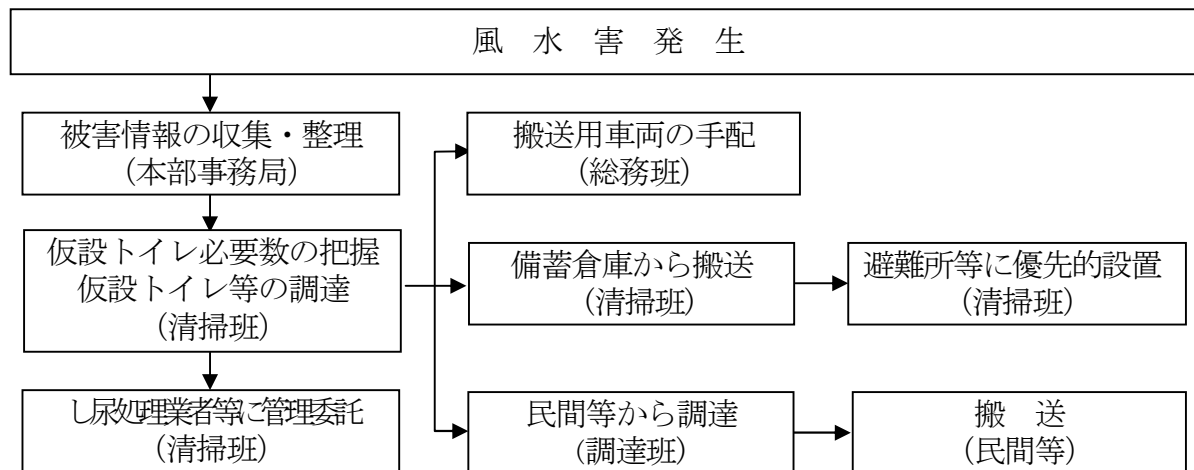 風　水　害　発　生
被害情報の収集・整理
（本部事務局）
搬送用車両の手配
（総務班）
仮設トイレ必要数の把握
仮設トイレ等の調達
（清掃班）
備蓄倉庫から搬送
（清掃班）
避難所等に優先的設置
（清掃班）
し尿処理業者等に管理委託
（清掃班）
民間等から調達
（調達班）
搬　送
（民間等）